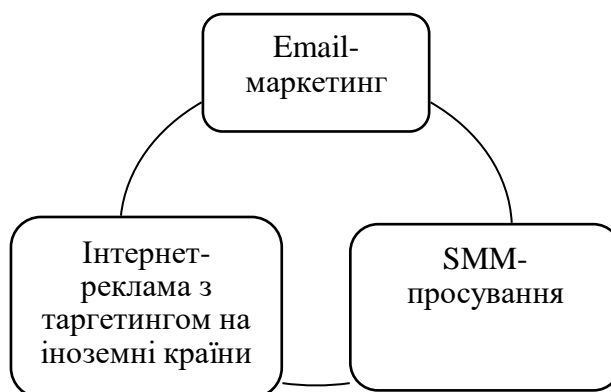 Email-
маркетинг
Інтернет-
реклама з
таргетингом на
іноземні країни
SMM-
просування